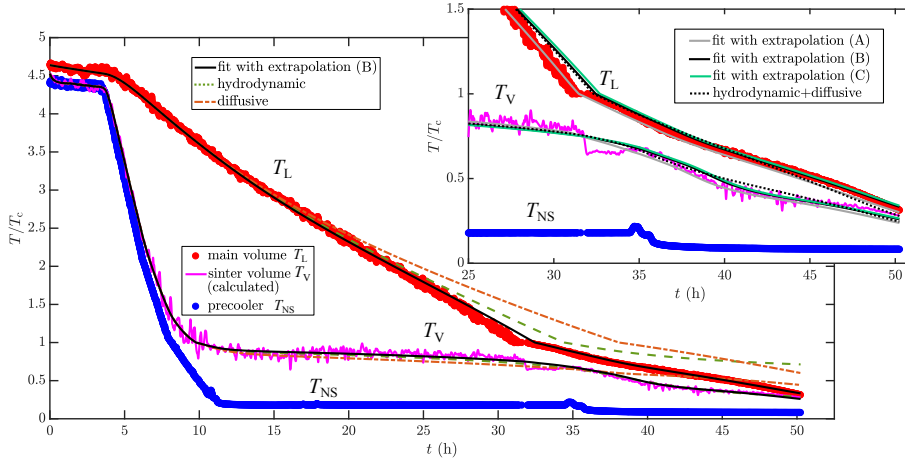 5
4.5
4
3.5
3
2.5
2
1.5
1
0.5
0
T/T_c
0
5
10
15
20
25
30
35
40
45
50
t (h)
fit with extrapolation (B)
hydrodynamic
diffusive
T_L
main volume T_L
sinter volume T_V
(calculated)
precooler T_NS
T_V
T_NS
1.5
1
0.5
0
T/T_c
25
30
35
40
45
50
t (h)
fit with extrapolation (A)
fit with extrapolation (B)
fit with extrapolation (C)
hydrodynamic+diffusive
T_L
T_V
T_NS